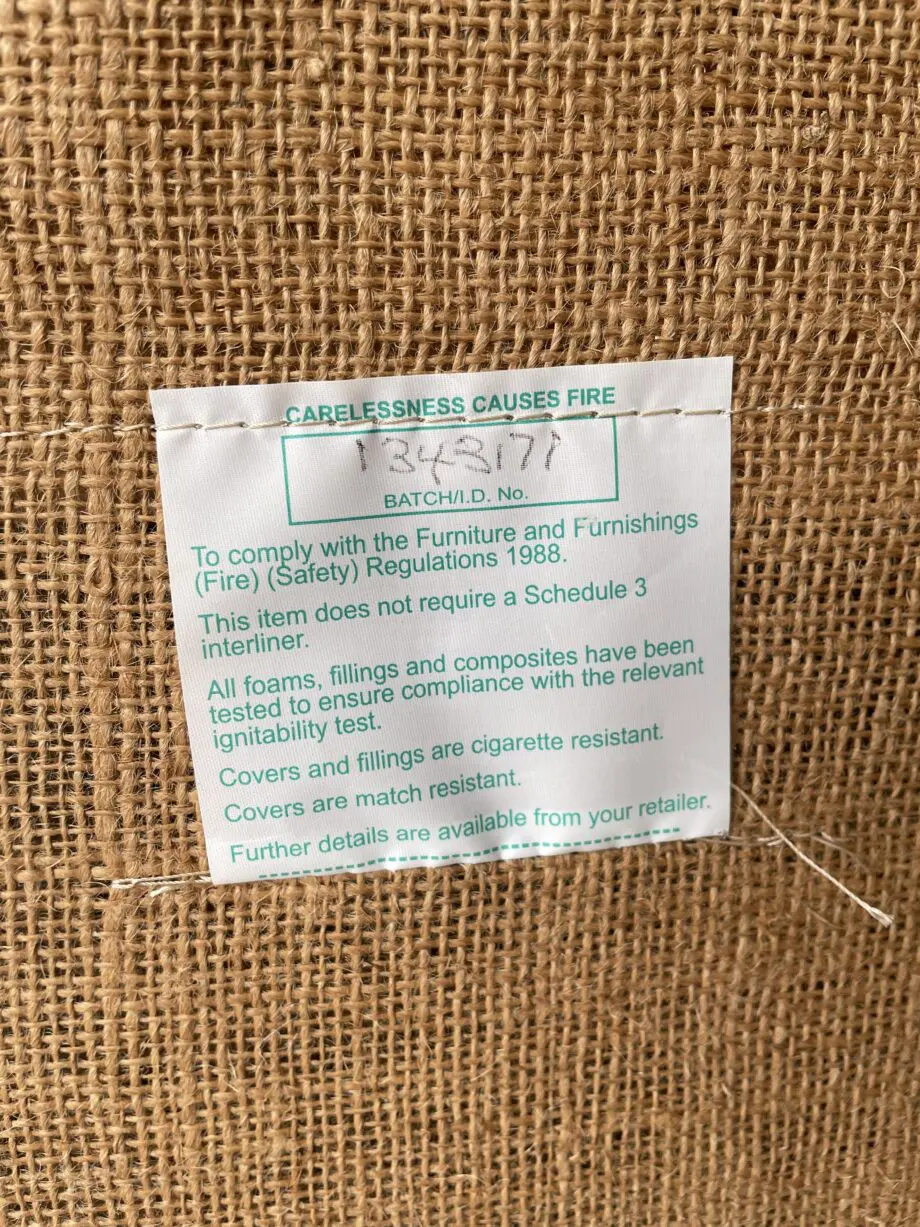 CARELESSNESS CAUSES FIRE
1343171
BATCH/I.D. No.
To comply with the Furniture and Furnishings
(Fire) (Safety) Regulations 1988.
This item does not require a Schedule 3
interliner.
All foams, fillings and composites have been
tested to ensure compliance with the relevant
ignitability test.
Covers and fillings are cigarette resistant.
Covers are match resistant.
Further details are available from your retailer.